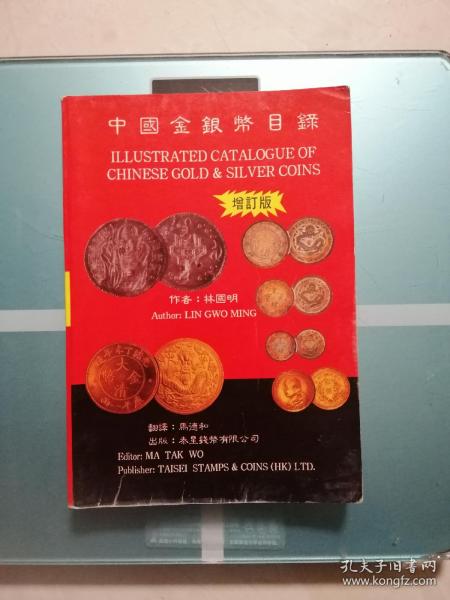 中國金銀幣目錄
ILLUSTRATED CATALOGUE OF
CHINESE GOLD & SILVER COINS
增訂版
作者：林國明
Author: LIN GWO MING
翻譯：馬德和
出版：泰星錢幣有限公司
Editor: MA TAK WO
Publisher: TAISEI STAMPS & COINS (HK) LTD.
孔夫子旧书网
www.kongfz.com